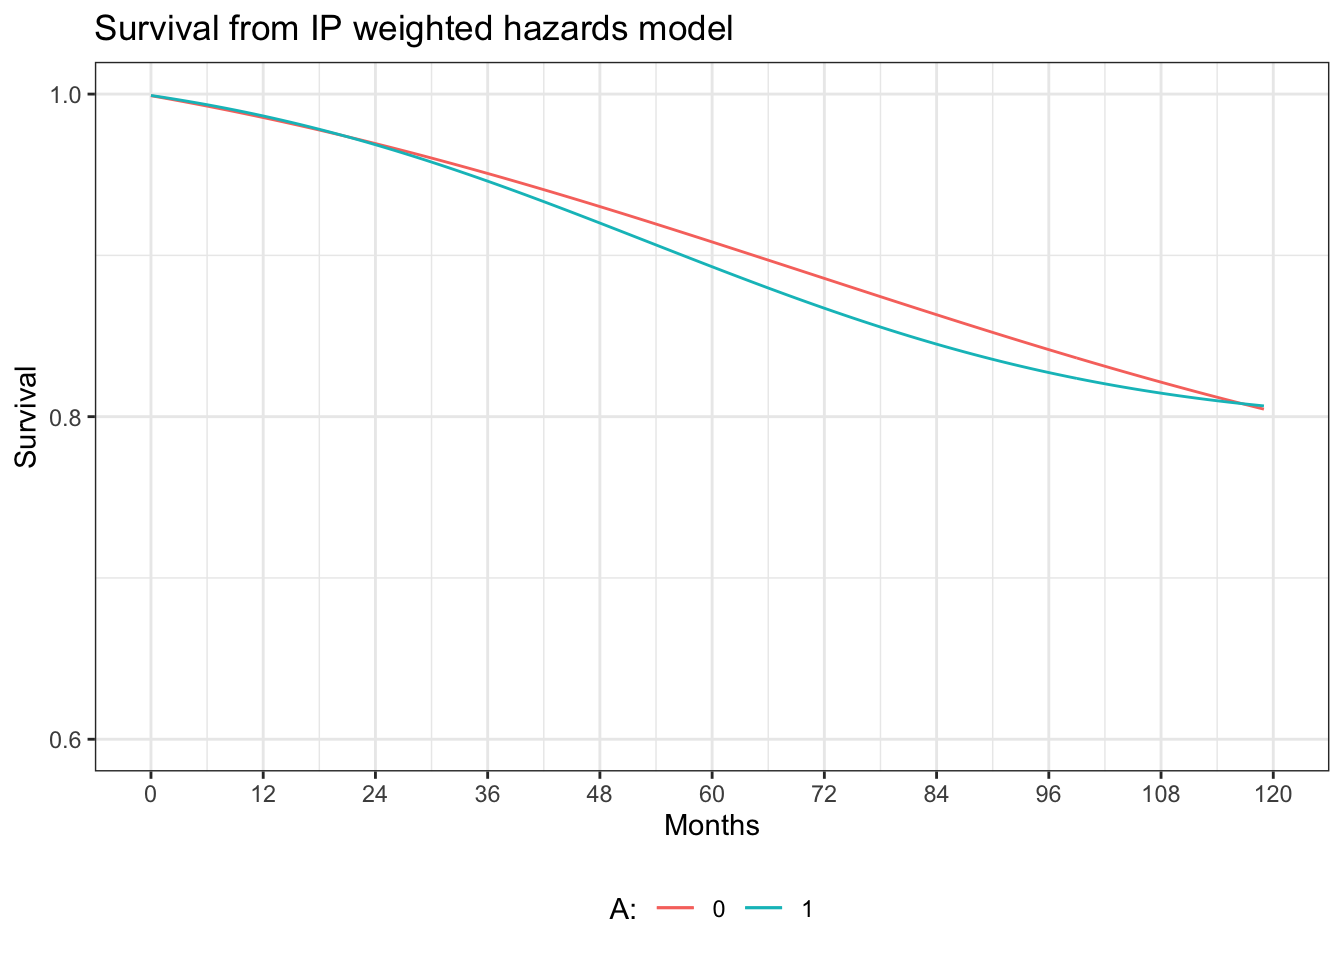 Survival from IP weighted hazards model
1.0
0.8
0.6
Survival
0 12 24 36 48 60 72 84 96 108 120
Months
A: 0 1